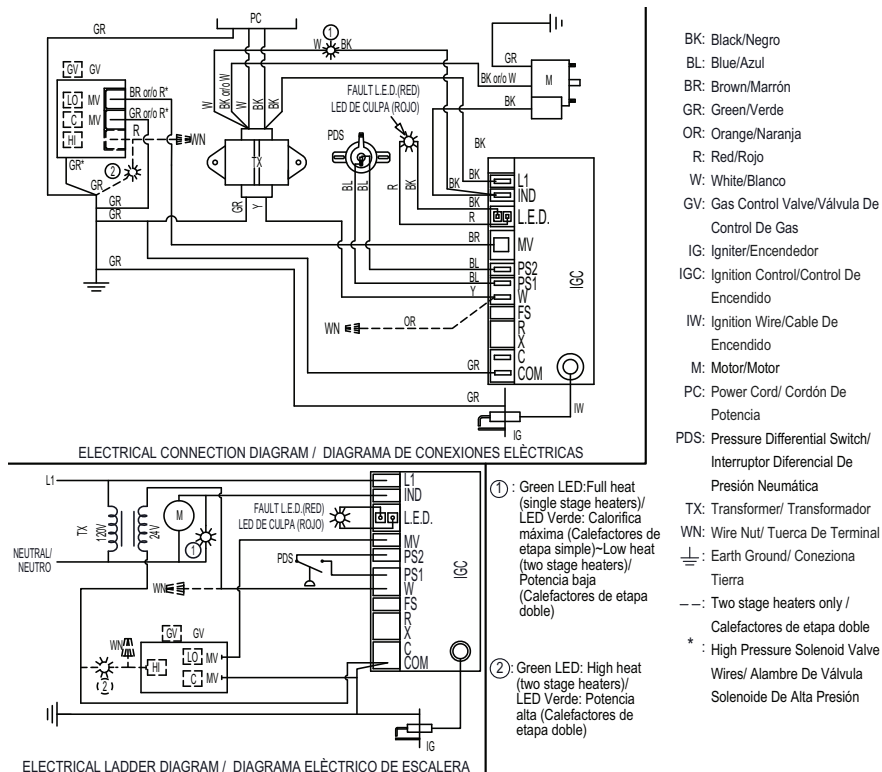 PC
GR
1
W
BK
GR
GV
GV
BR or/o R*
LO
MV
GR or/o R*
C
MV
HI
R
WN
GR*
2
GR
GR
GR
GR
W
BK or/o W
W
BK
BK
TX
GR
Y
FAULT L.E.D.(RED)
LED DE CULPA (ROJO)
PDS
BL
BL
R
BK
BK or/o W
M
BK
BK
BK
BK
BK
R
BR
BL
BL
Y
L1
IND
L.E.D.
MV
PS2
PS1
W
FS
R
X
C
COM
IGC
WN
OR
GR
GR
IG
IW
ELECTRICAL CONNECTION DIAGRAM / DIAGRAMA DE CONEXIONES ELÈCTRICAS
L1
TX
120V
24V
M
1
NEUTRAL/
NEUTRO
FAULT L.E.D.(RED)
LED DE CULPA (ROJO)
PDS
WN
WN
2
GV
GV
HI
LO
MV
C
MV
L1
IND
L.E.D.
MV
PS2
PS1
W
FS
R
X
C
COM
IGC
IG
ELECTRICAL LADDER DIAGRAM / DIAGRAMA ELÈCTRICO DE ESCALERA
1 : Green LED:Full heat
(single stage heaters)/
LED Verde: Calorifica
máxima (Calefactores de
etapa simple)~Low heat
(two stage heaters)/
Potencia baja
(Calefactores de etapa
doble)
2 : Green LED: High heat
(two stage heaters)/
LED Verde: Potencia
alta (Calefactores de
etapa doble)
BK: Black/Negro
BL: Blue/Azul
BR: Brown/Marrón
GR: Green/Verde
OR: Orange/Naranja
R: Red/Rojo
W: White/Blanco
GV: Gas Control Valve/Válvula De
Control De Gas
IG: Igniter/Encendedor
IGC: Ignition Control/Control De
Encendido
IW: Ignition Wire/Cable De
Encendido
M: Motor/Motor
PC: Power Cord/ Cordón De
Potencia
PDS: Pressure Differential Switch/
Interruptor Diferencial De
Presión Neumática
TX: Transformer/ Transformador
WN: Wire Nut/ Tuerca De Terminal
: Earth Ground/ Coneziona
Tierra
--: Two stage heaters only /
Calefactores de etapa doble
* : High Pressure Solenoid Valve
Wires/ Alambre De Válvula
Solenoide De Alta Presión